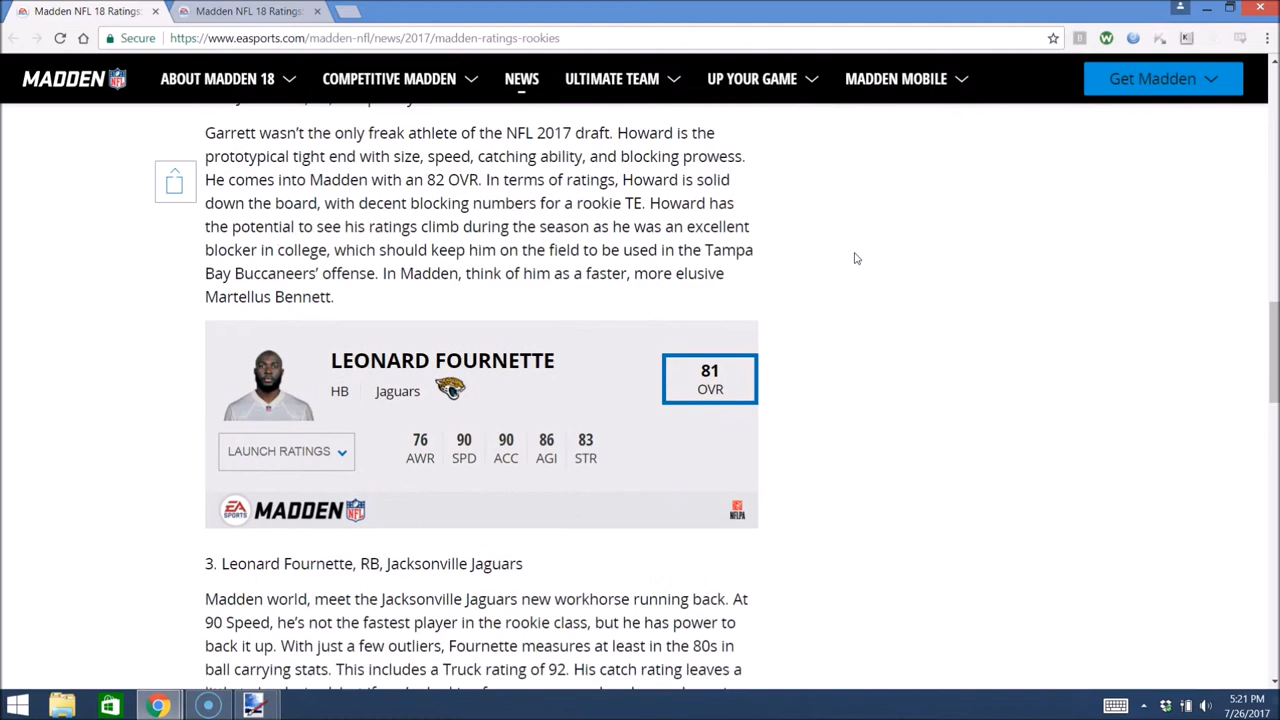 Madden NFL 18 Ratings:
Madden NFL 18 Ratings:
Secure https://www.easports.com/madden-nfl/news/2017/madden-ratings-rookies
MADDEN NFL ABOUT MADDEN 18 COMPETITIVE MADDEN NEWS ULTIMATE TEAM UP YOUR GAME MADDEN MOBILE Get Madden
Garrett wasn't the only freak athlete of the NFL 2017 draft. Howard is the
prototypical tight end with size, speed, catching ability, and blocking prowess.
He comes into Madden with an 82 OVR. In terms of ratings, Howard is solid
down the board, with decent blocking numbers for a rookie TE. Howard has
the potential to see his ratings climb during the season as he was an excellent
blocker in college, which should keep him on the field to be used in the Tampa
Bay Buccaneers' offense. In Madden, think of him as a faster, more elusive
Martellus Bennett.
LEONARD FOURNETTE
HB Jaguars
81
OVR
LAUNCH RATINGS
76 90 90 86 83
AWR SPD ACC AGI STR
EA SPORTS MADDEN NFL
NFLPA
3. Leonard Fournette, RB, Jacksonville Jaguars
Madden world, meet the Jacksonville Jaguars new workhorse running back. At
90 Speed, he's not the fastest player in the rookie class, but he has power to
back it up. With just a few outliers, Fournette measures at least in the 80s in
ball carrying stats. This includes a Truck rating of 92. His catch rating leaves a
5:21 PM
7/26/2017